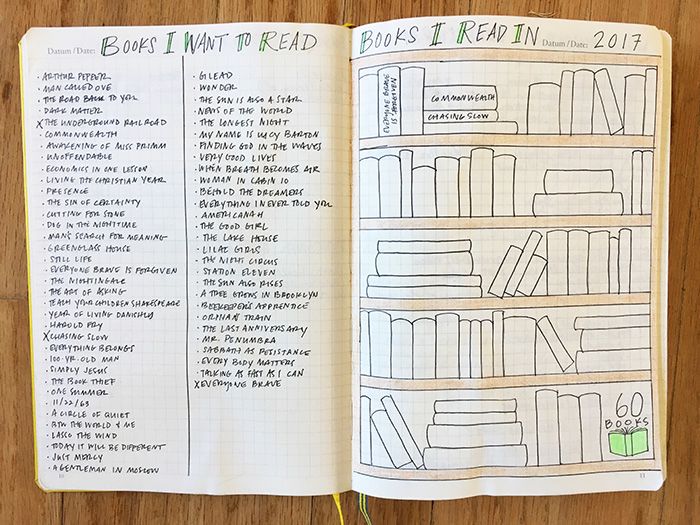 Datum / Date: BOOKS I WANT TO READ
· ARTHUR PEPPER
· MAN CALLED OVE
· THE ROAD BACK TO YOU
· DARK MATTER
X THE UNDERGROUND RAILROAD
· COMMONWEALTH
· AWAKENING OF MISS PRIMM
· UNOFFENDABLE
· ECONOMICS IN ONE LESSON
· LIVING THE CHRISTIAN YEAR
· PRESENCE
· THE SIN OF CERTAINTY
· CUTTING FOR STONE
· DOG IN THE NIGHTTIME
· MAN'S SEARCH FOR MEANING
· GREENGLASS HOUSE
· STILL LIFE
· EVERYONE BRAVE IS FORGIVEN
· THE NIGHTINGALE
· THE ART OF ASKING
· TEACH YOUR CHILDREN SHAKESPEARE
· YEAR OF LIVING DANISHLY
· HAROLD FRY
X CHASING SLOW
· EVERYTHING BELONGS
· 100-YR-OLD MAN
· SIMPLY JESUS
· THE BOOK THIEF
· ONE SUMMER
· 11/22/63
· A CIRCLE OF QUIET
· RTW THE WORLD & ME
· LASSO THE WIND
· TODAY IT WILL BE DIFFERENT
· JUST MERCY
· A GENTLEMAN IN MOSCOW
10
· GILEAD
· WONDER
· THE SUN IS ALSO A STAR
· NEWS OF THE WORLD
· THE LONGEST NIGHT
· MY NAME IS LUCY BARTON
· FINDING GOD IN THE WAVES
· VERY GOOD LIVES
· WHEN BREATH BECOMES AIR
· WOMAN IN CABIN 10
· BEHOLD THE DREAMERS
· EVERYTHING I NEVER TOLD YOU
· AMERICANAH
· THE GOOD GIRL
· THE LAKE HOUSE
· LILAC GIRLS
· THE NIGHT CIRCUS
· STATION ELEVEN
· THE SUN ALSO RISES
· A TREE GROWS IN BROOKLYN
· BEEKEEPER'S APPRENTICE
· ORPHAN TRAIN
· THE LAST ANNIVERSARY
· MR. PENUMBRA
· SABBATH AS RESISTANCE
· EVERY BODY MATTERS
· TALKING AS FAST AS I CAN
X EVERYONE BRAVE
BOOKS I READ IN Datum / Date: 2017
EVERYONE BRAVE
IS FORGIVEN
COMMONWEALTH
CHASING SLOW
60
BOOKS
11